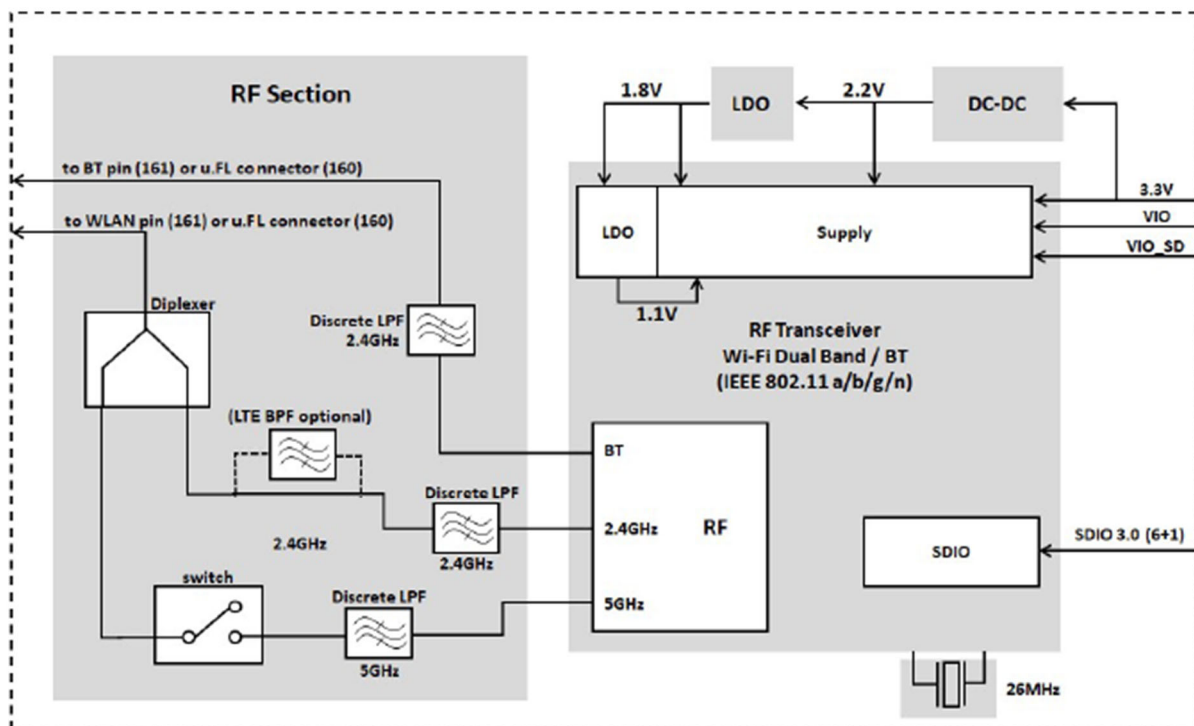 RF Section
1.8V
LDO
2.2V
DC-DC
to BT pin (161) or u.FL connector (160)
3.3V
to WLAN pin (161) or u.FL connector (160)
VIO
LDO
Supply
VIO_SD
Diplexer
1.1V
Discrete LPF
2.4GHz
RF Transceiver
Wi-Fi Dual Band / BT
(IEEE 802.11 a/b/g/n)
(LTE BPF optional)
BT
Discrete LPF
2.4GHz
2.4GHz
2.4GHz
RF
SDIO
SDIO 3.0 (6+1)
switch
Discrete LPF
5GHz
5GHz
26MHz